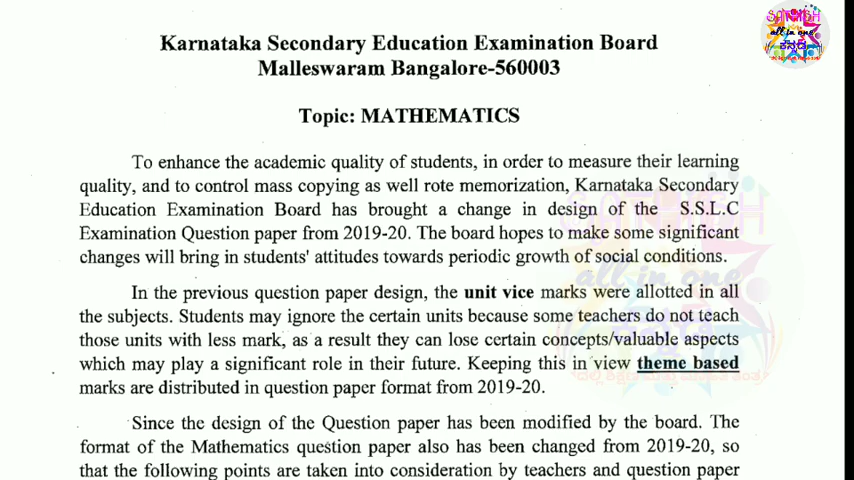 SATHISH
all in one
ಕನ್ನಡ
Karnataka Secondary Education Examination Board
Malleswaram Bangalore-560003
Topic: MATHEMATICS
To enhance the academic quality of students, in order to measure their learning
quality, and to control mass copying as well rote memorization, Karnataka Secondary
Education Examination Board has brought a change in design of the S.S.L.C
Examination Question paper from 2019-20. The board hopes to make some significant
changes will bring in students' attitudes towards periodic growth of social conditions.
In the previous question paper design, the unit vice marks were allotted in all
the subjects. Students may ignore the certain units because some teachers do not teach
those units with less mark, as a result they can lose certain concepts/valuable aspects
which may play a significant role in their future. Keeping this in view theme based
marks are distributed in question paper format from 2019-20.
Since the design of the Question paper has been modified by the board. The
format of the Mathematics question paper also has been changed from 2019-20, so
that the following points are taken into consideration by teachers and question paper